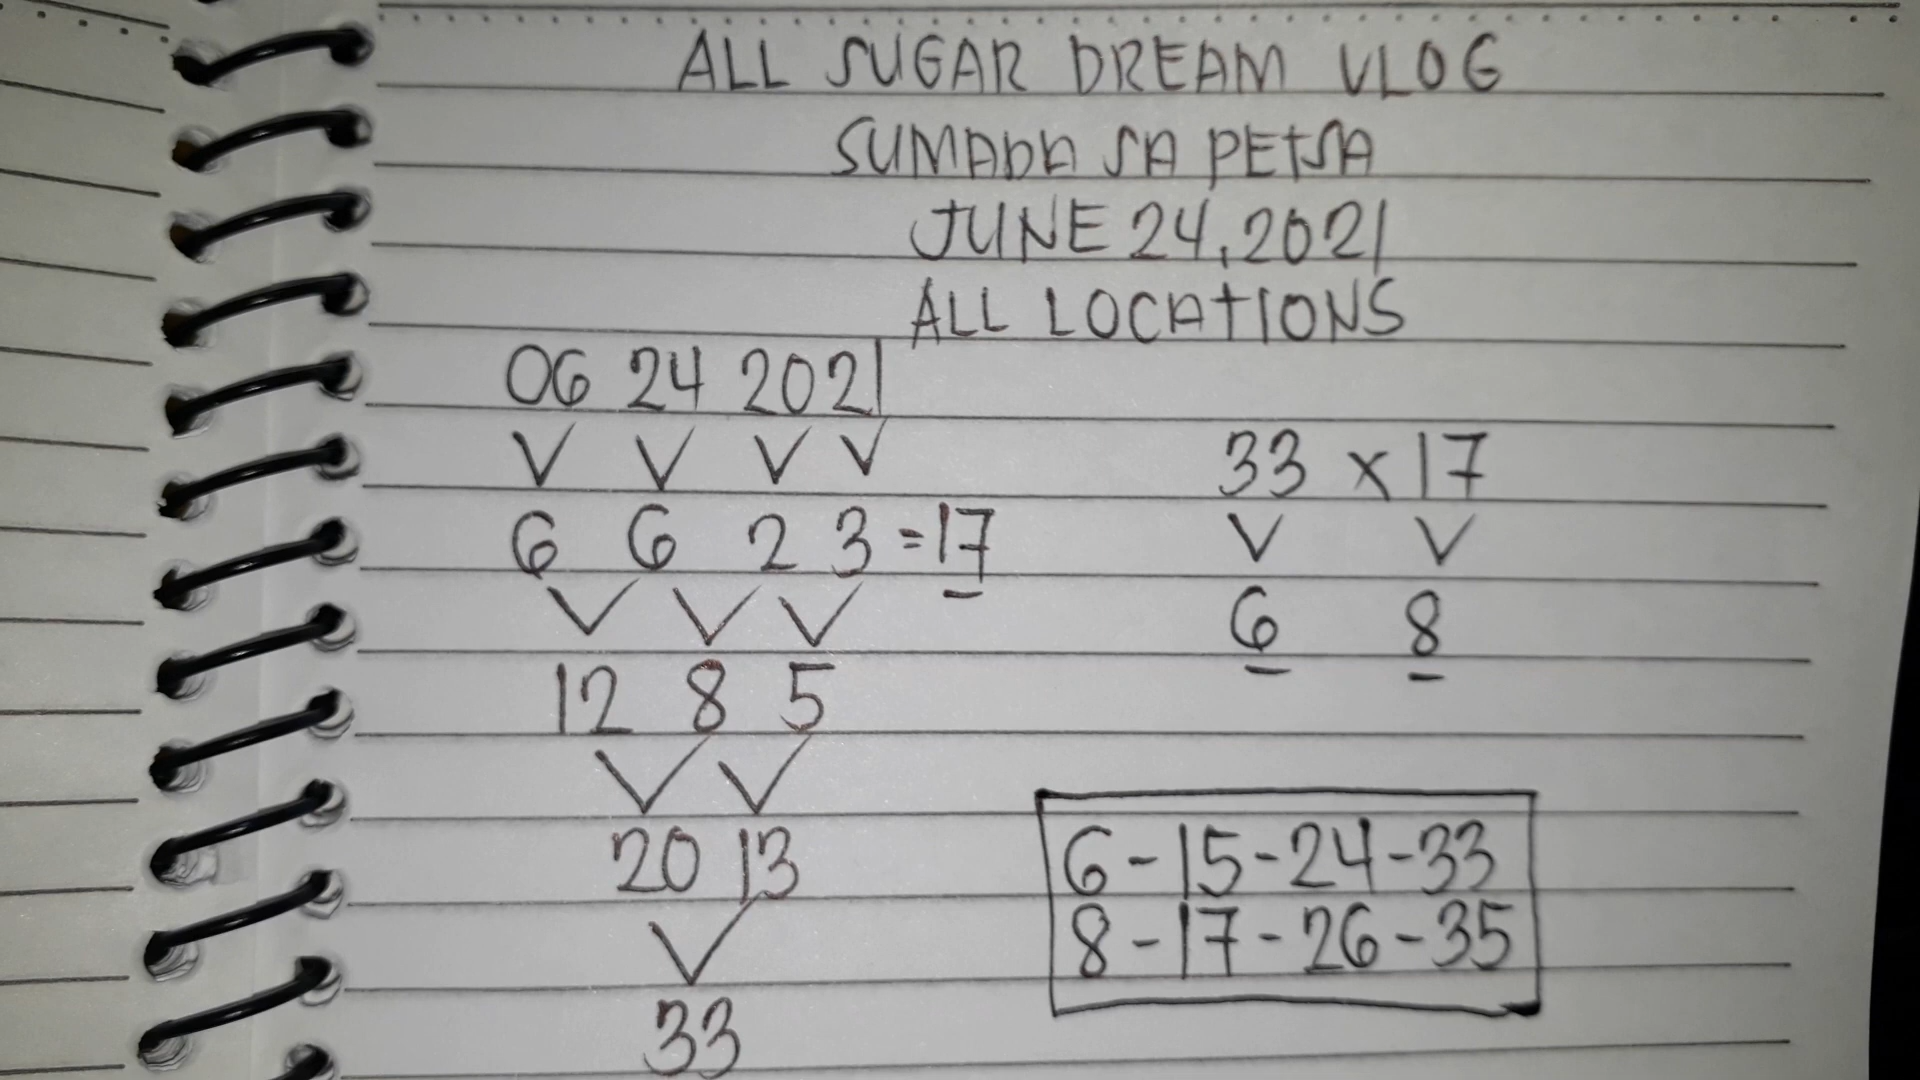 ALL SUGAR DREAM VLOG
SUMADA SA PETSA
JUNE 24, 2021
ALL LOCATIONS
06 24 2021
6 6 2 3 = 17
12 8 5
20 13
33
33 x 17
6 8
6-15-24-33
8-17-26-35